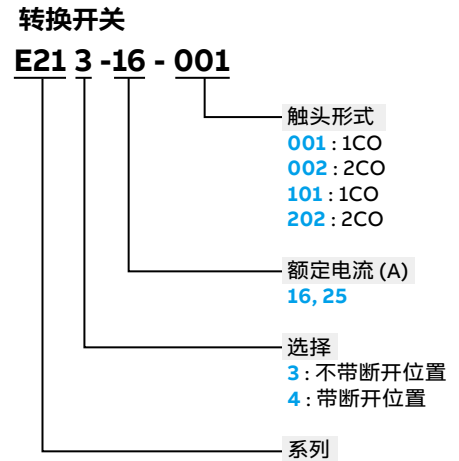 转换开关
E21 3 -16 - 001
触头形式
001 : 1CO
002 : 2CO
101 : 1CO
202 : 2CO
额定电流 (A)
16, 25
选择
3 : 不带断开位置
4 : 带断开位置
系列